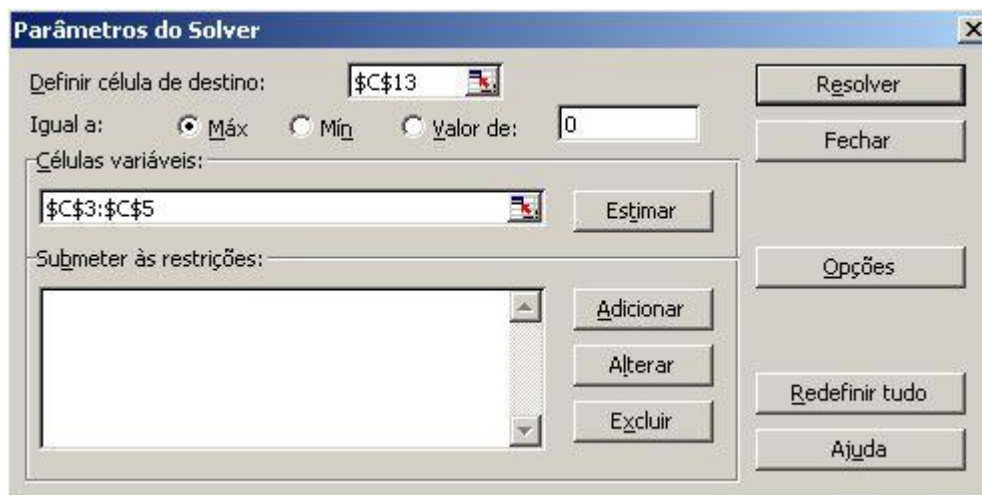 Parâmetros do Solver
Definir célula de destino: $C$13
Resolver
Igual a: Máx Mín Valor de: 0
Fechar
Células variáveis:
$C$3:$C$5
Estimar
Submeter às restrições:
Opções
Adicionar
Alterar
Redefinir tudo
Excluir
Ajuda